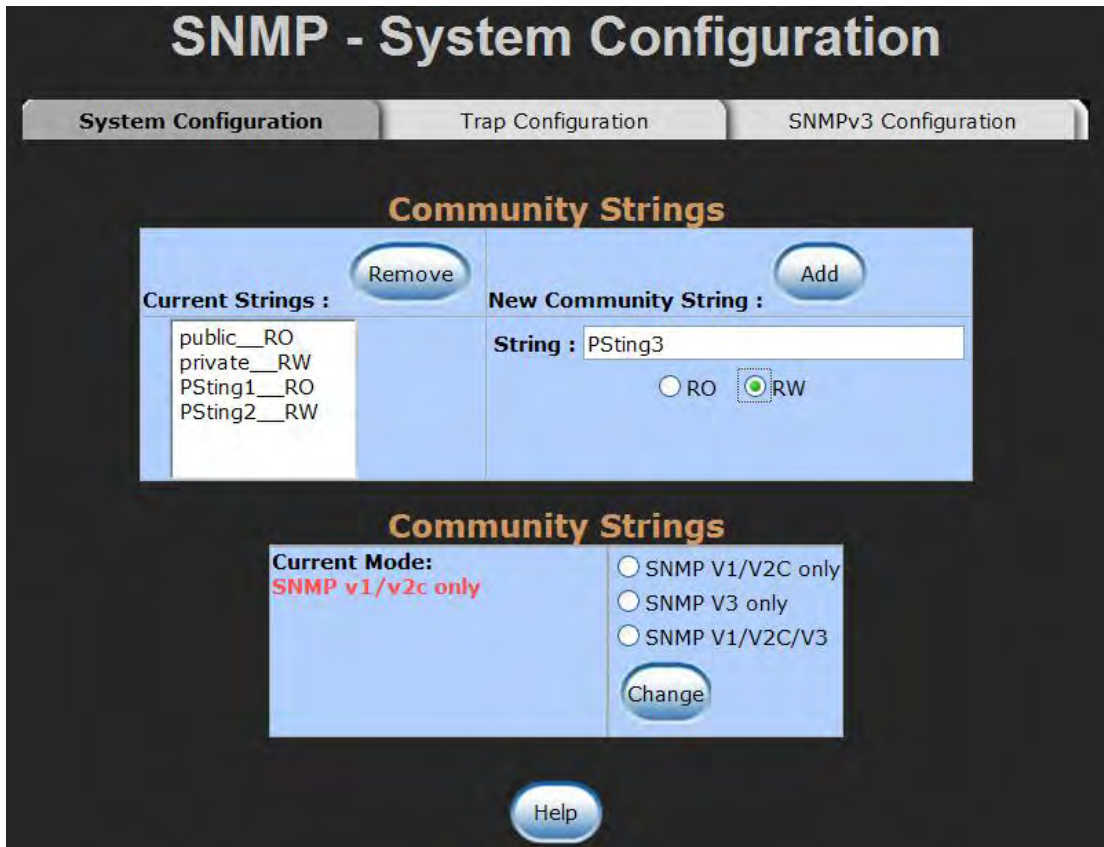 SNMP - System Configuration
System Configuration
Trap Configuration
SNMPv3 Configuration
Community Strings
Remove
Current Strings :
Add
New Community String :
public__RO
private__RW
PSting1__RO
PSting2__RW
String : PSting3
RO RW
Community Strings
Current Mode:
SNMP v1/v2c only
SNMP V1/V2C only
SNMP V3 only
SNMP V1/V2C/V3
Change
Help